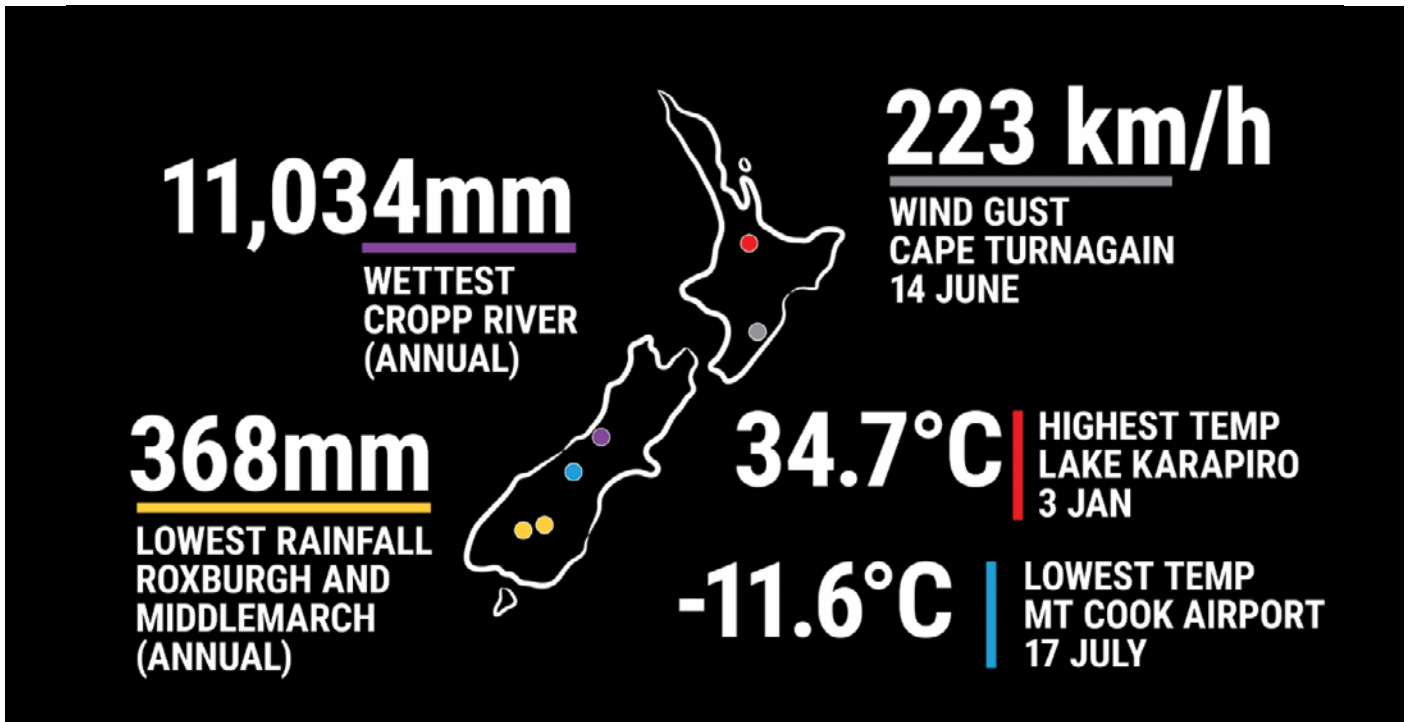 11,034mm
WETTEST
CROPP RIVER
(ANNUAL)
368mm
LOWEST RAINFALL
ROXBURGH AND
MIDDLEMARCH
(ANNUAL)
223 km/h
WIND GUST
CAPE TURNAGAIN
14 JUNE
34.7°C
HIGHEST TEMP
LAKE KARAPIRO
3 JAN
-11.6°C
LOWEST TEMP
MT COOK AIRPORT
17 JULY